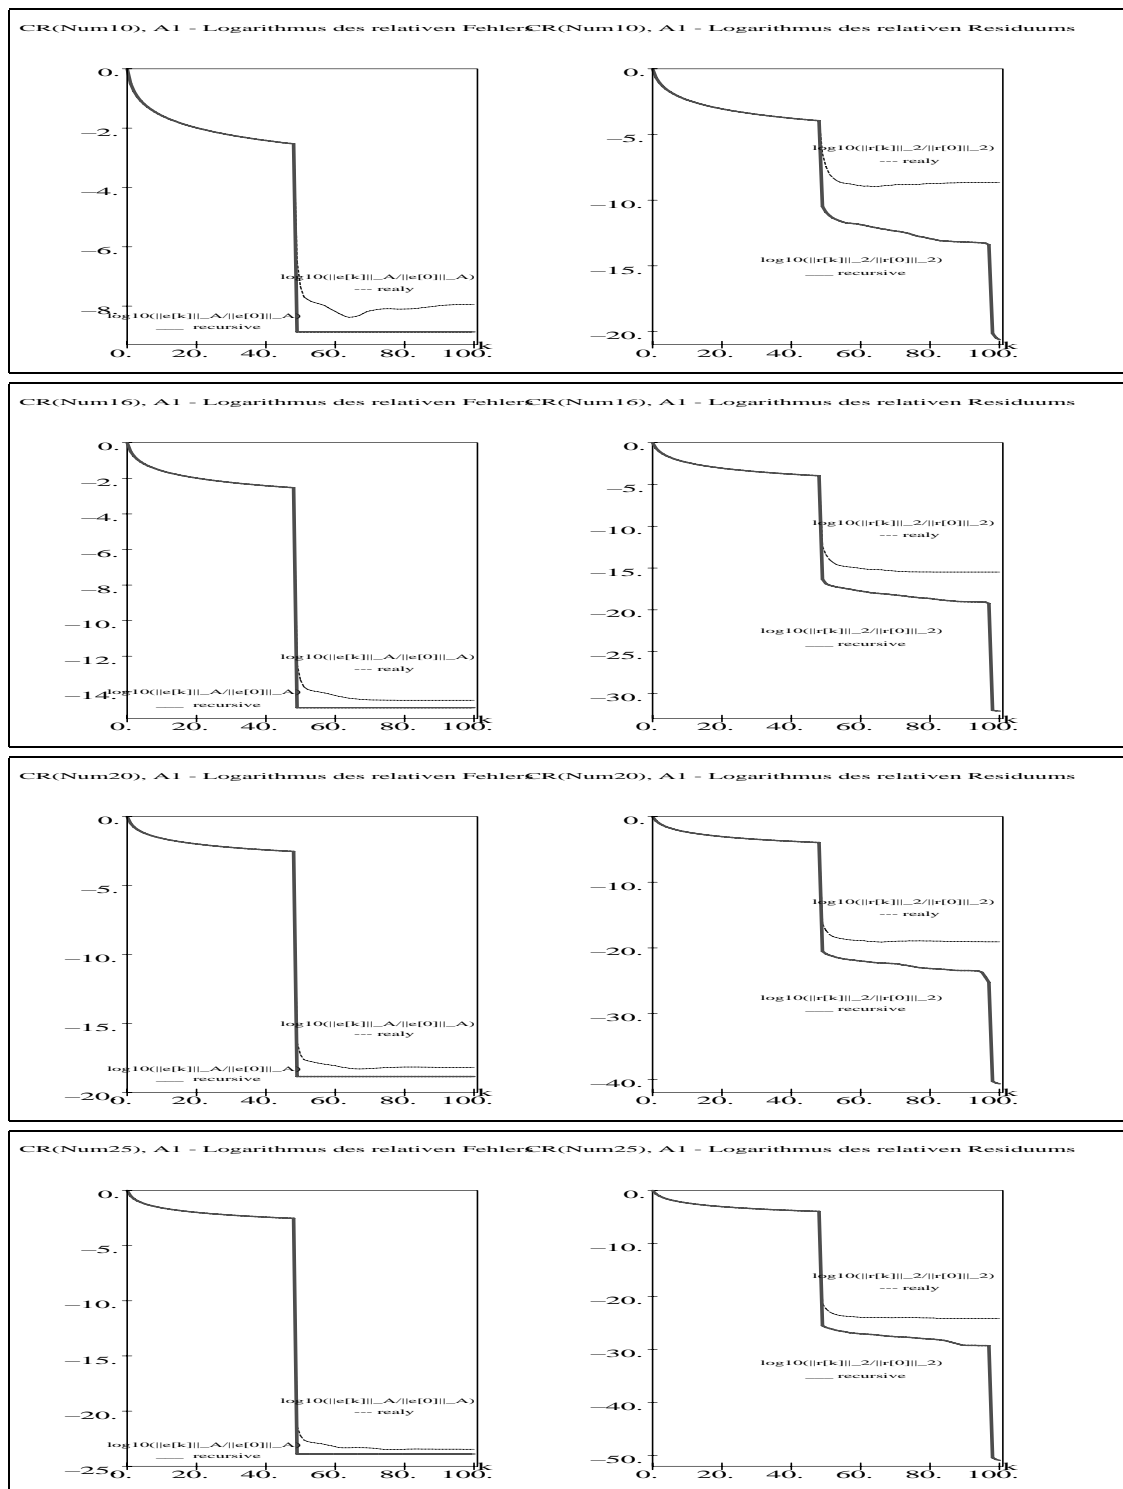 CR(Num10), A1 - Logarithmus des relativen Fehlers
0.
−2.
−4.
−6.
−8.
log10(||e[k]||_A/||e[0]||_A)
--- realy
log10(||e[k]||_A/||e[0]||_A)
___ recursive
0. 20. 40. 60. 80. 100. k
CR(Num10), A1 - Logarithmus des relativen Residuums
0.
−5.
−10.
−15.
−20.
log10(||r[k]||_2/||r[0]||_2)
--- realy
log10(||r[k]||_2/||r[0]||_2)
___ recursive
0. 20. 40. 60. 80. 100. k
CR(Num16), A1 - Logarithmus des relativen Fehlers
0.
−2.
−4.
−6.
−8.
−10.
−12.
−14.
log10(||e[k]||_A/||e[0]||_A)
--- realy
log10(||e[k]||_A/||e[0]||_A)
___ recursive
0. 20. 40. 60. 80. 100. k
CR(Num16), A1 - Logarithmus des relativen Residuums
0.
−5.
−10.
−15.
−20.
−25.
−30.
log10(||r[k]||_2/||r[0]||_2)
--- realy
log10(||r[k]||_2/||r[0]||_2)
___ recursive
0. 20. 40. 60. 80. 100. k
CR(Num20), A1 - Logarithmus des relativen Fehlers
0.
−5.
−10.
−15.
−20.
log10(||e[k]||_A/||e[0]||_A)
--- realy
log10(||e[k]||_A/||e[0]||_A)
___ recursive
0. 20. 40. 60. 80. 100. k
CR(Num20), A1 - Logarithmus des relativen Residuums
0.
−10.
−20.
−30.
−40.
log10(||r[k]||_2/||r[0]||_2)
--- realy
log10(||r[k]||_2/||r[0]||_2)
___ recursive
0. 20. 40. 60. 80. 100. k
CR(Num25), A1 - Logarithmus des relativen Fehlers
0.
−5.
−10.
−15.
−20.
−25.
log10(||e[k]||_A/||e[0]||_A)
--- realy
log10(||e[k]||_A/||e[0]||_A)
___ recursive
0. 20. 40. 60. 80. 100. k
CR(Num25), A1 - Logarithmus des relativen Residuums
0.
−10.
−20.
−30.
−40.
−50.
log10(||r[k]||_2/||r[0]||_2)
--- realy
log10(||r[k]||_2/||r[0]||_2)
___ recursive
0. 20. 40. 60. 80. 100. k